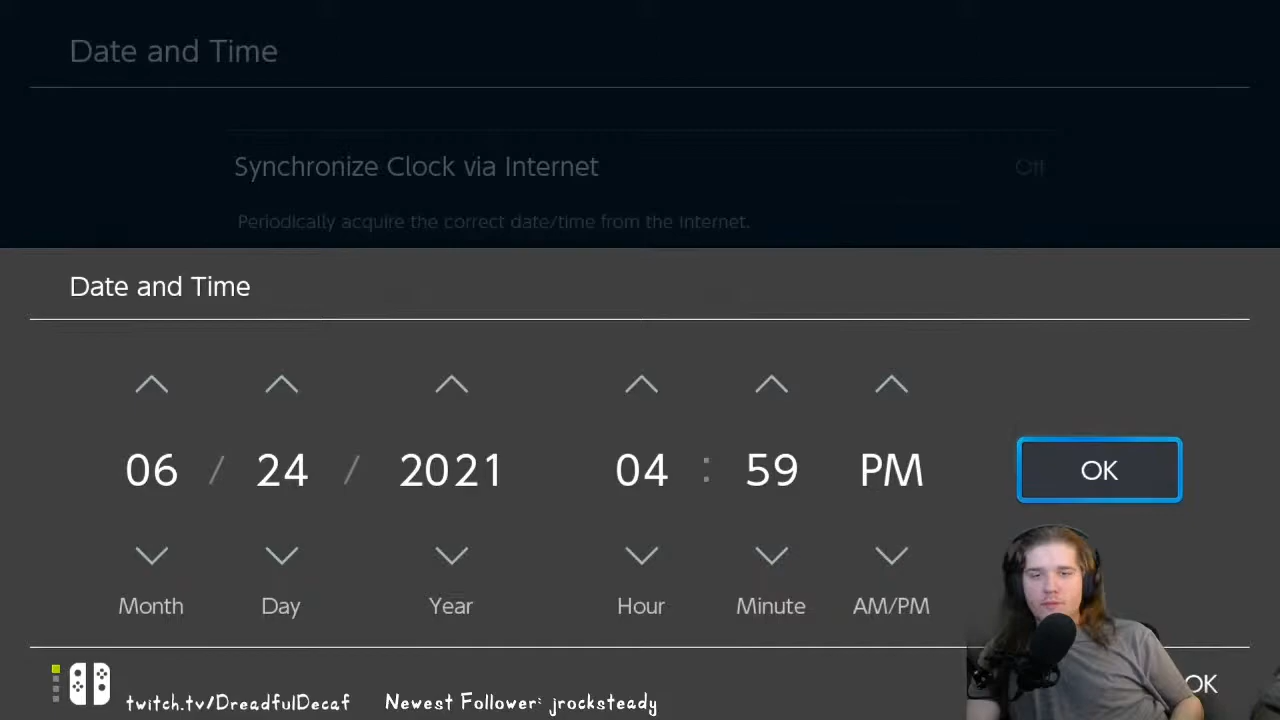 Date and Time
Synchronize Clock via Internet Off
Periodically acquire the correct date/time from the Internet.
Date and Time
06 / 24 / 2021 04 : 59 PM OK
Month Day Year Hour Minute AM/PM
twitch.tv/DreadfulDecaf Newest Follower: jrocksteady OK